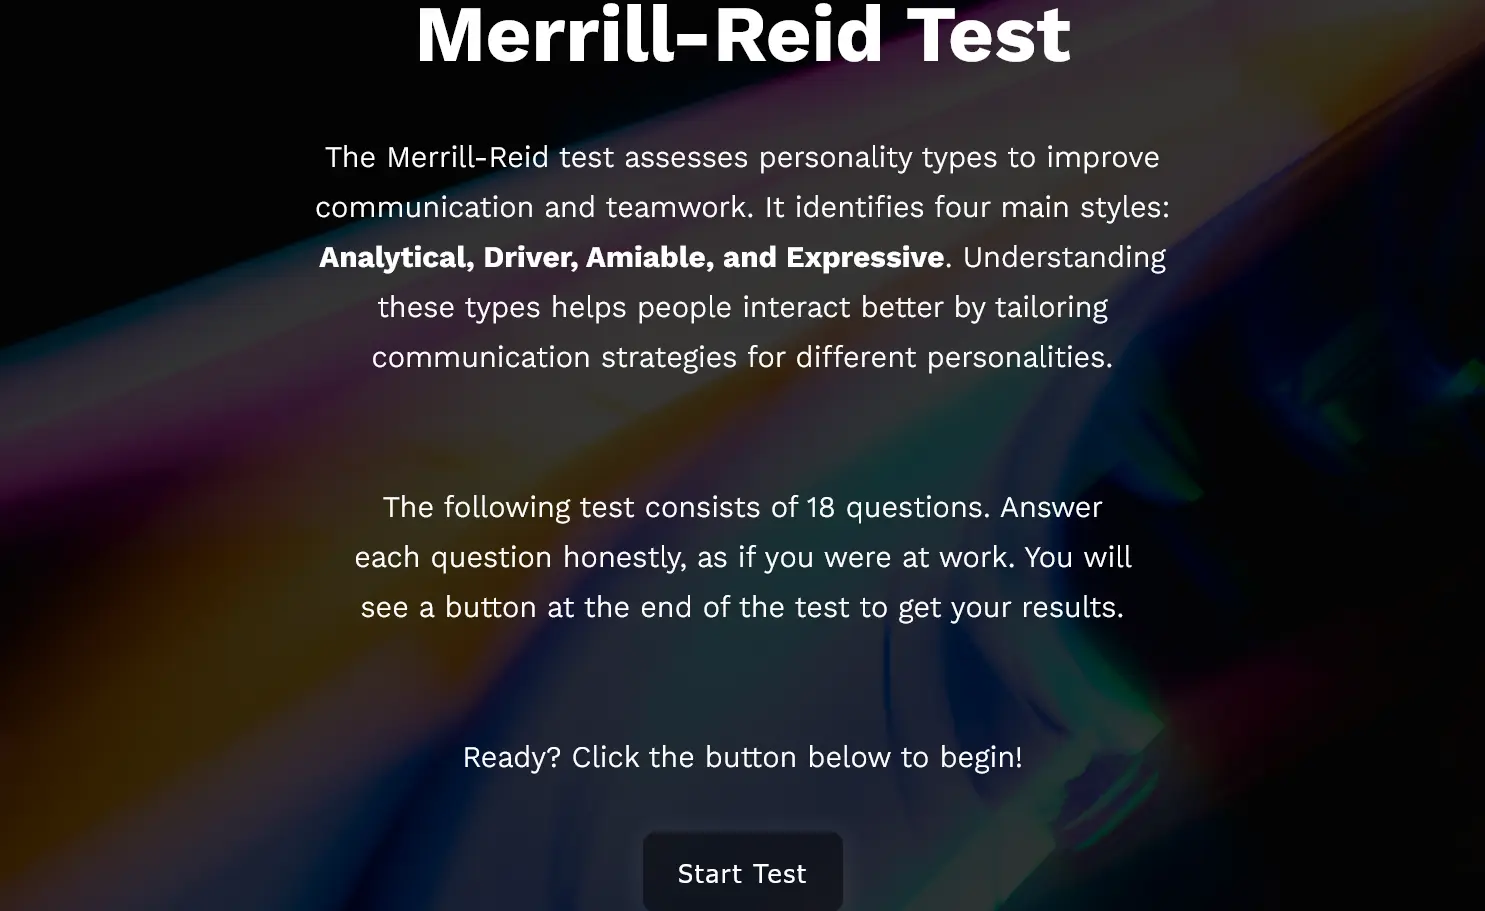 Merrill-Reid Test
The Merrill-Reid test assesses personality types to improve
communication and teamwork. It identifies four main styles:
Analytical, Driver, Amiable, and Expressive. Understanding
these types helps people interact better by tailoring
communication strategies for different personalities.
The following test consists of 18 questions. Answer
each question honestly, as if you were at work. You will
see a button at the end of the test to get your results.
Ready? Click the button below to begin!
Start Test